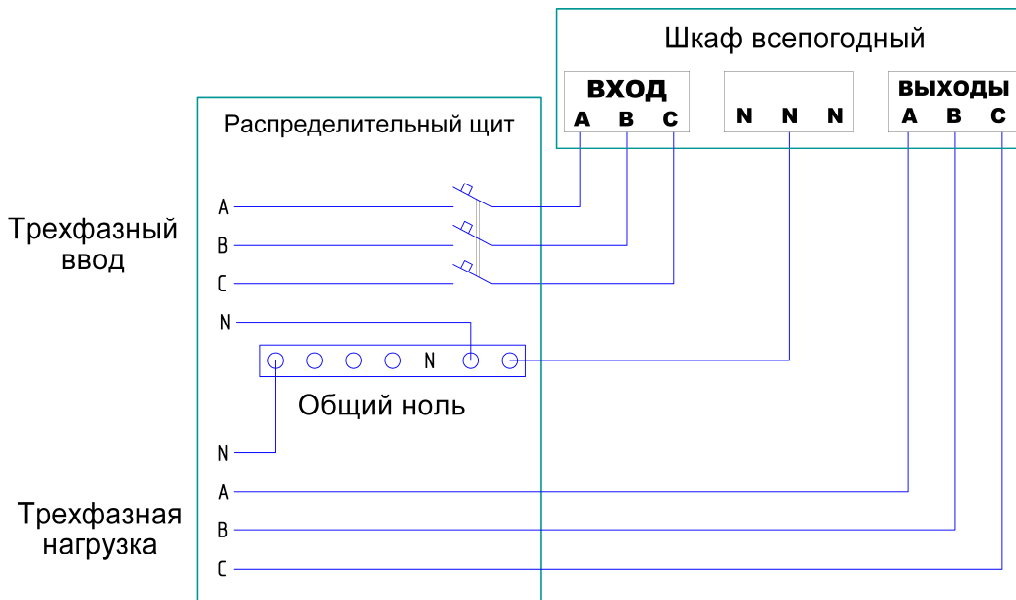 Шкаф всепогодный
ВХОД
A B C
N N N
ВЫХОДЫ
A B C
Распределительный щит
Трехфазный
ввод
A
B
C
N
N
Общий ноль
Трехфазная
нагрузка
N
A
B
C